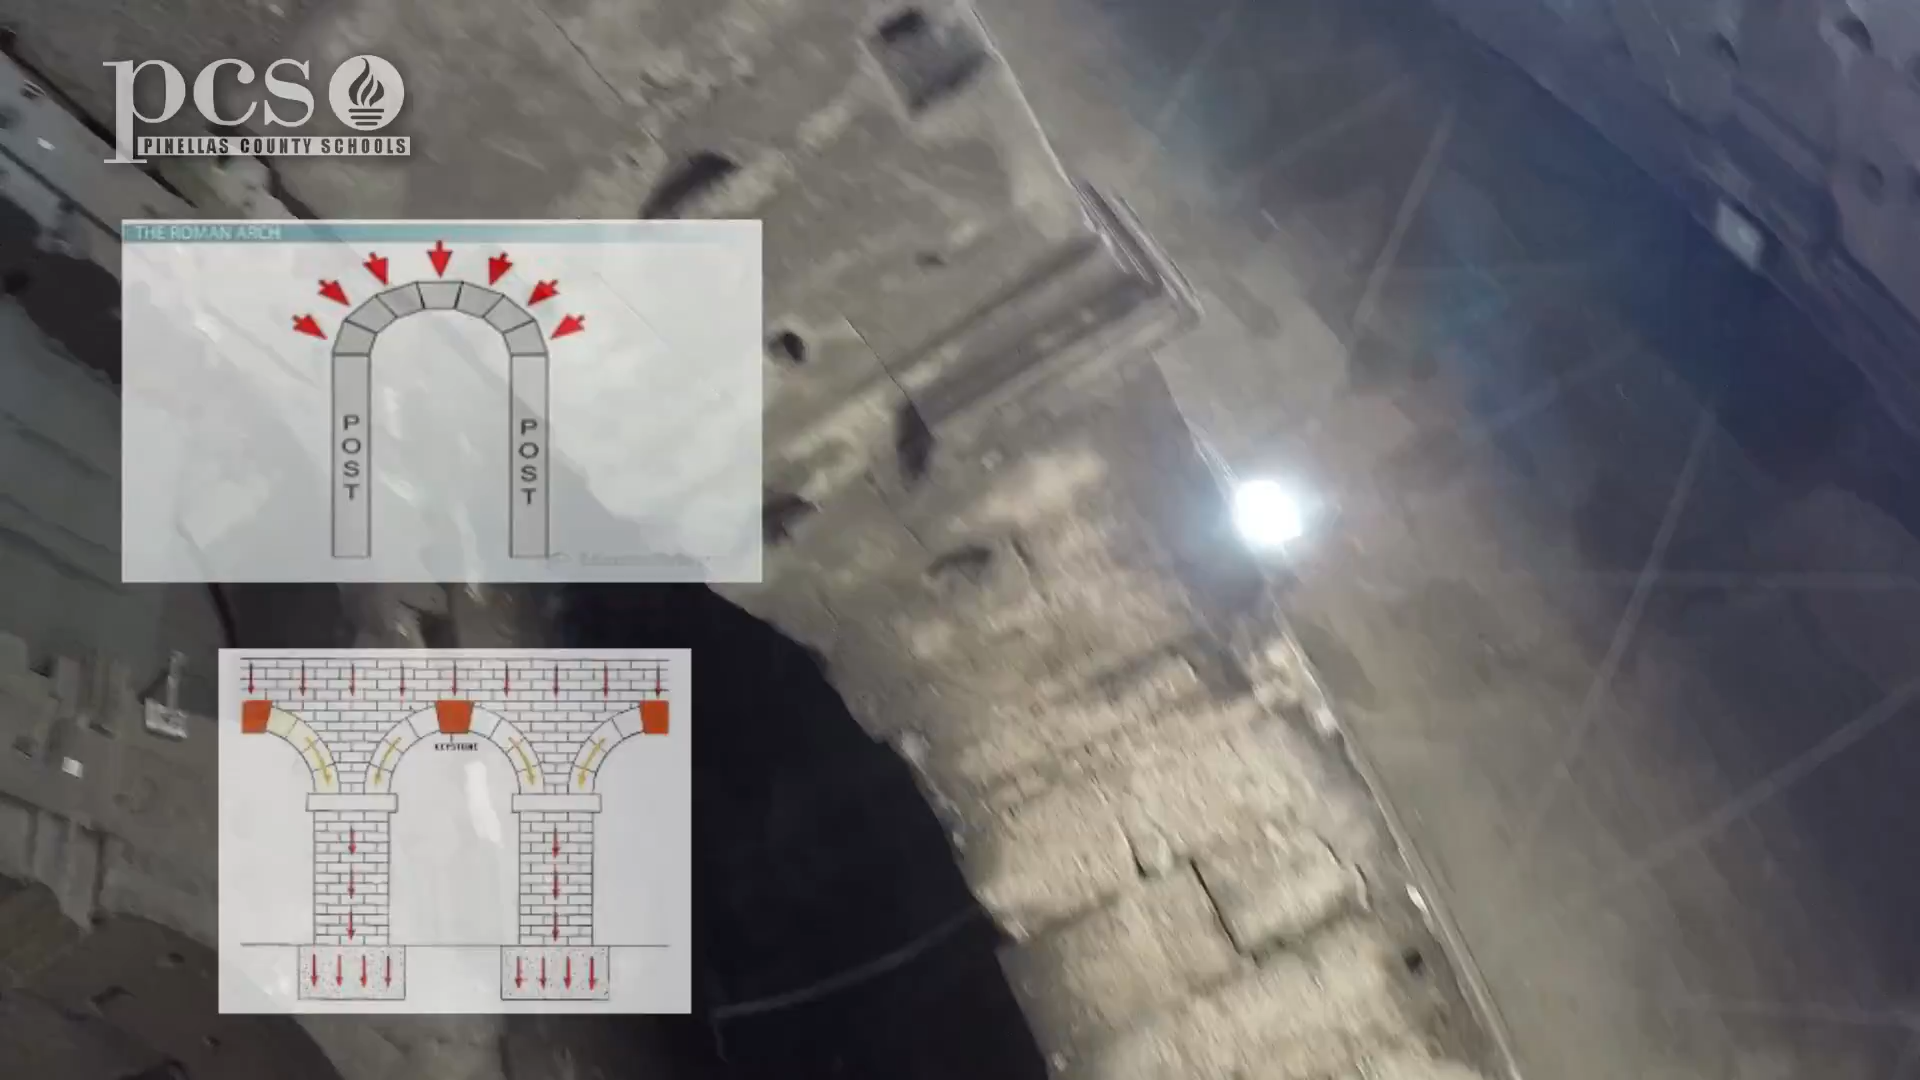 pcs
PINELLAS COUNTY SCHOOLS
THE ROMAN ARCH
POST
POST
KEYSTONE